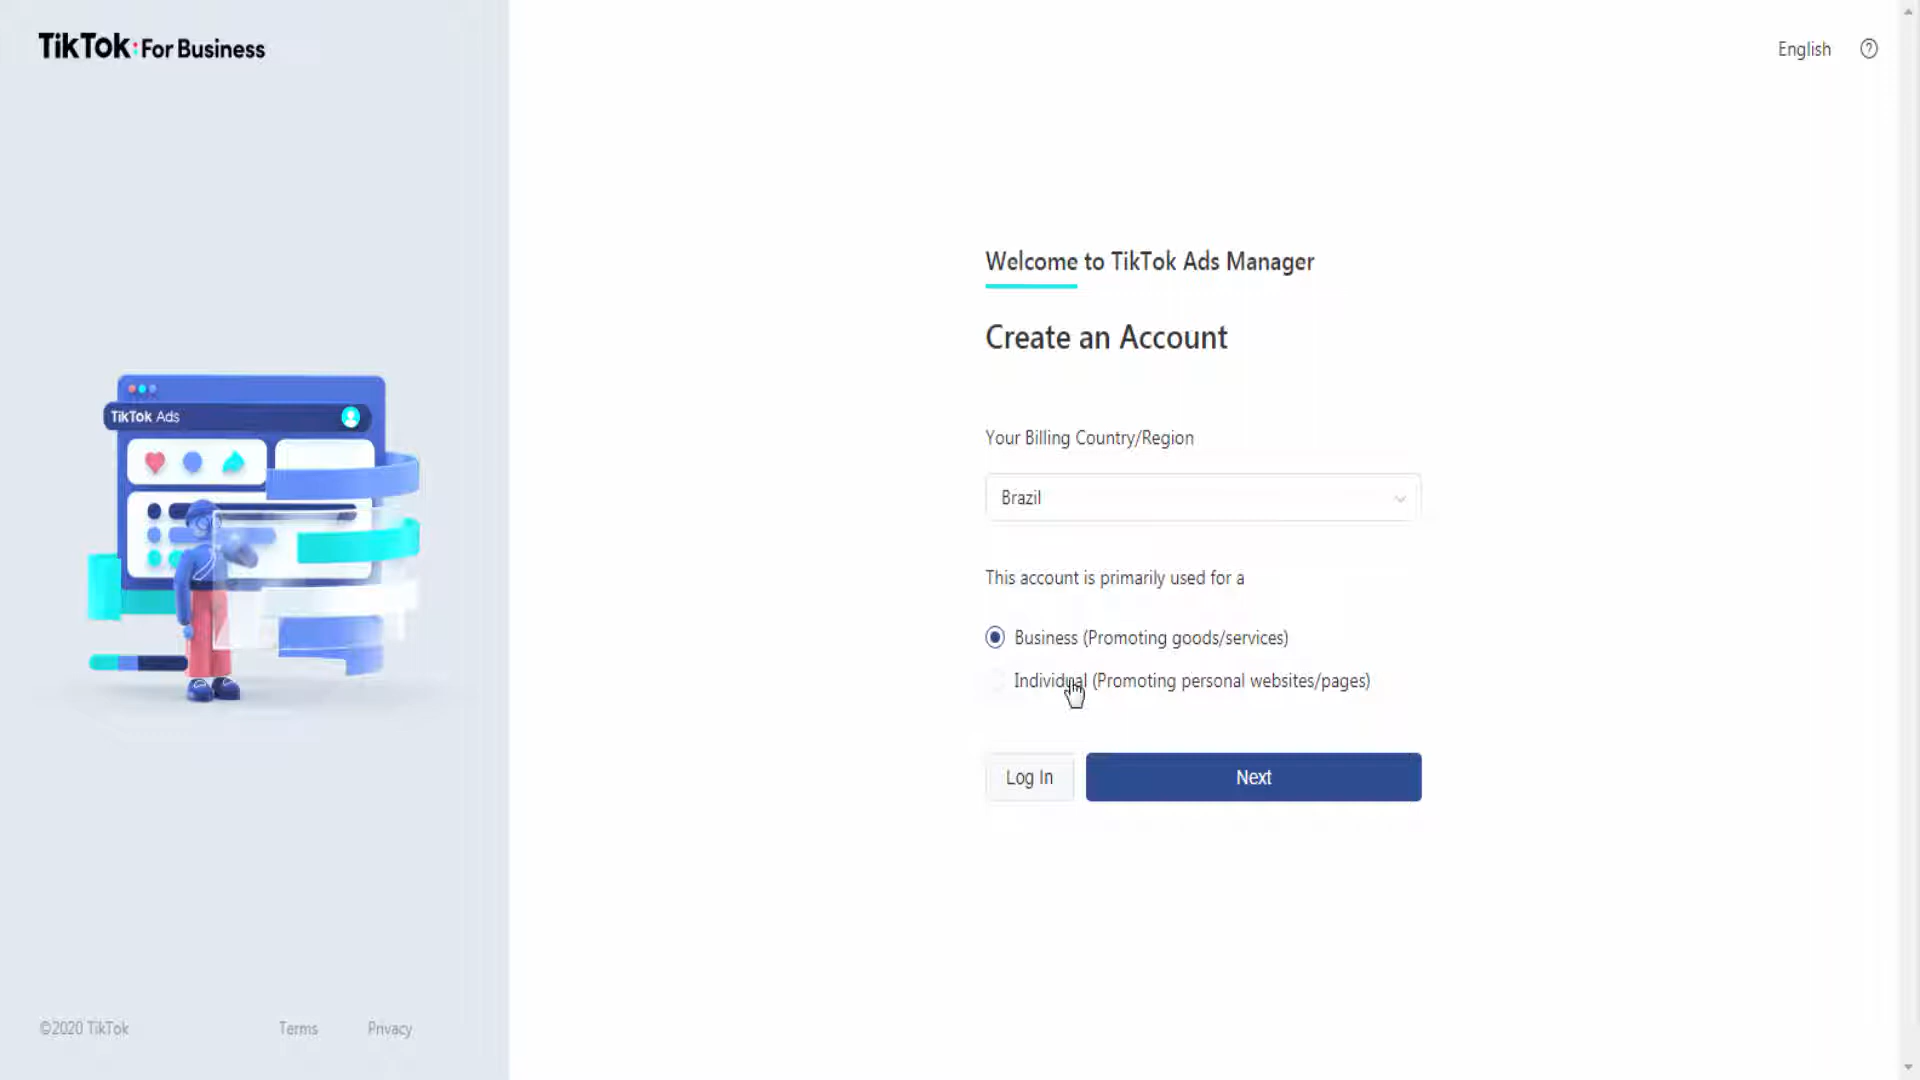 TikTok: For Business
English
Welcome to TikTok Ads Manager
Create an Account
TikTok Ads
Your Billing Country/Region
Brazil
This account is primarily used for a
Business (Promoting goods/services)
Individual (Promoting personal websites/pages)
Log In
Next
©2020 TikTok
Terms
Privacy